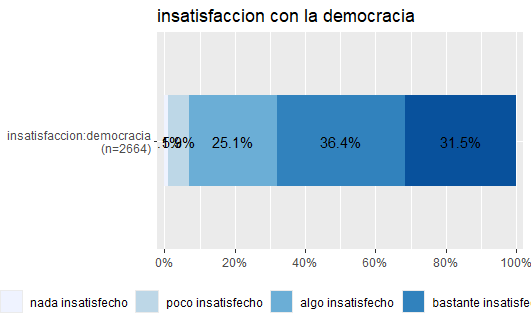 insatisfaccion con la democracia
insatisfaccion:democracia
(n=2664)
25.1% 36.4% 31.5%
0% 20% 40% 60% 80% 100%
nada insatisfecho poco insatisfecho algo insatisfecho bastante insatisfe